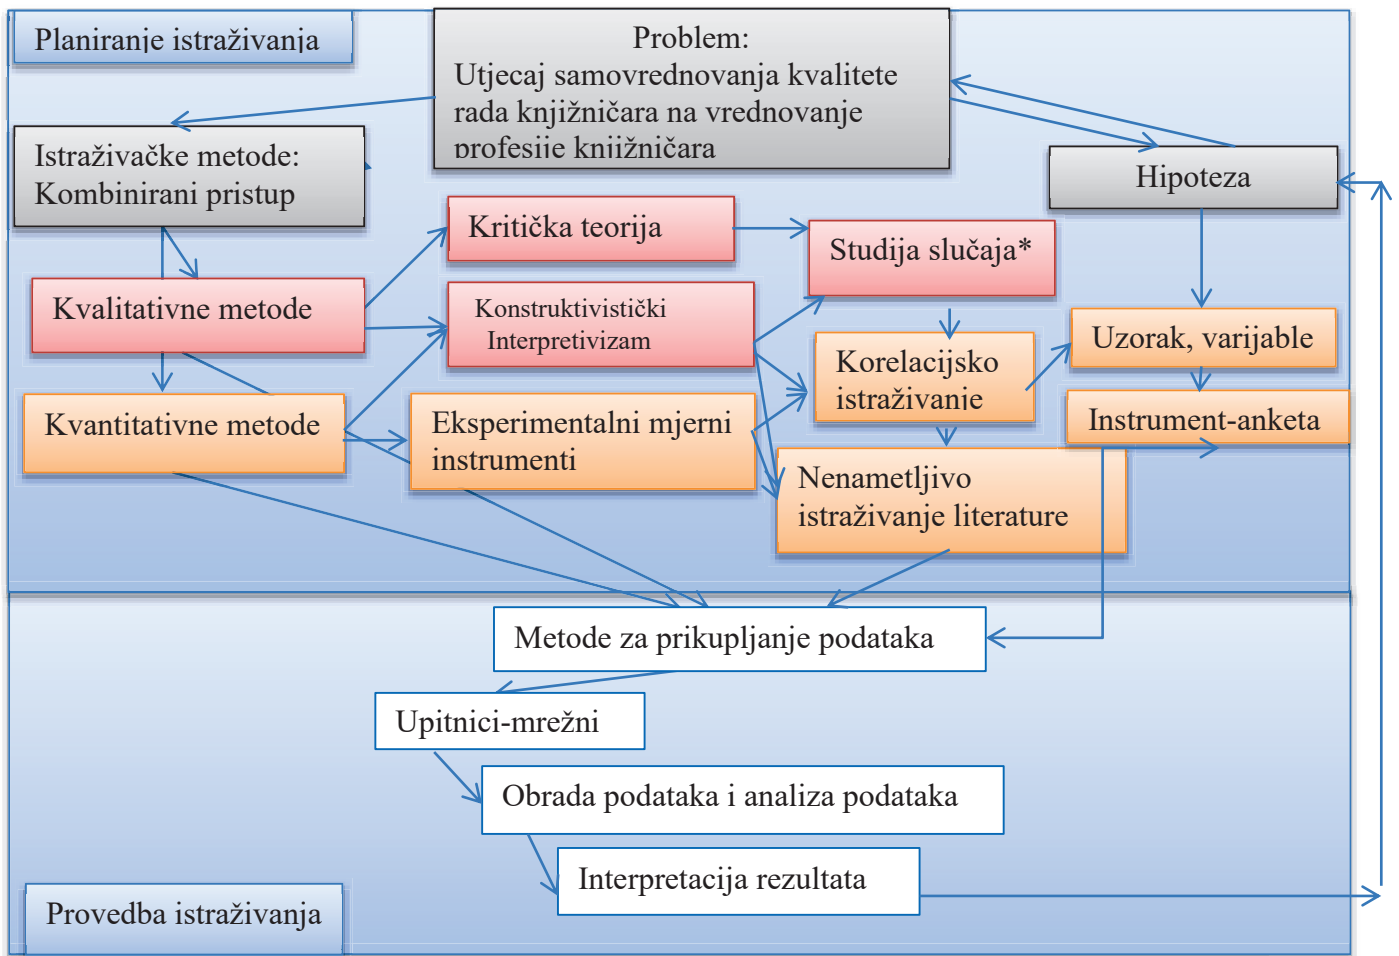 Planiranje istraživanja
Problem:
Utjecaj samovrednovanja kvalitete
rada knjižničara na vrednovanje
profesije knjižničara
Istraživačke metode:
Kombinirani pristup
Hipoteza
Kritička teorija
Studija slučaja*
Kvalitativne metode
Konstruktivistički
Interpretivizam
Uzorak, varijable
Korelacijsko
istraživanje
Kvantitativne metode
Eksperimentalni mjerni
instrumenti
Instrument-anketa
Nenametljivo
istraživanje literature
Metode za prikupljanje podataka
Upitnici-mrežni
Obrada podataka i analiza podataka
Interpretacija rezultata
Provedba istraživanja